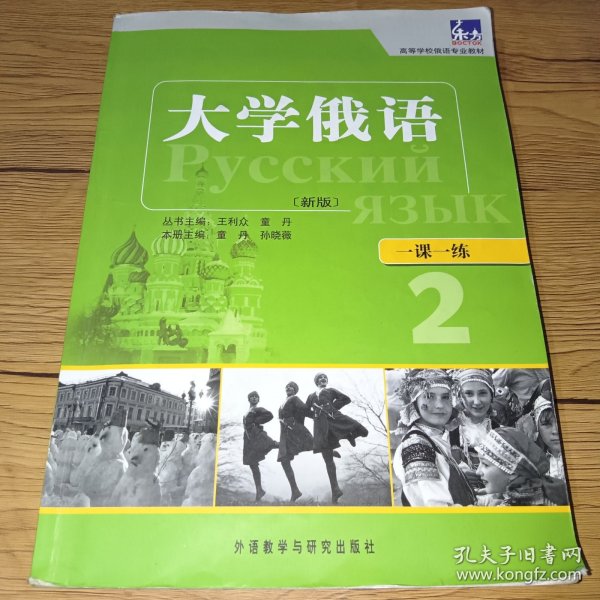 东方
ВОСТОК
高等学校俄语专业教材
大学俄语
Русский
язык
〔新版〕
丛书主编：王利众 童丹
本册主编：童丹 孙晓薇
一课一练
2
外语教学与研究出版社
孔夫子旧书网
www.kongfz.com